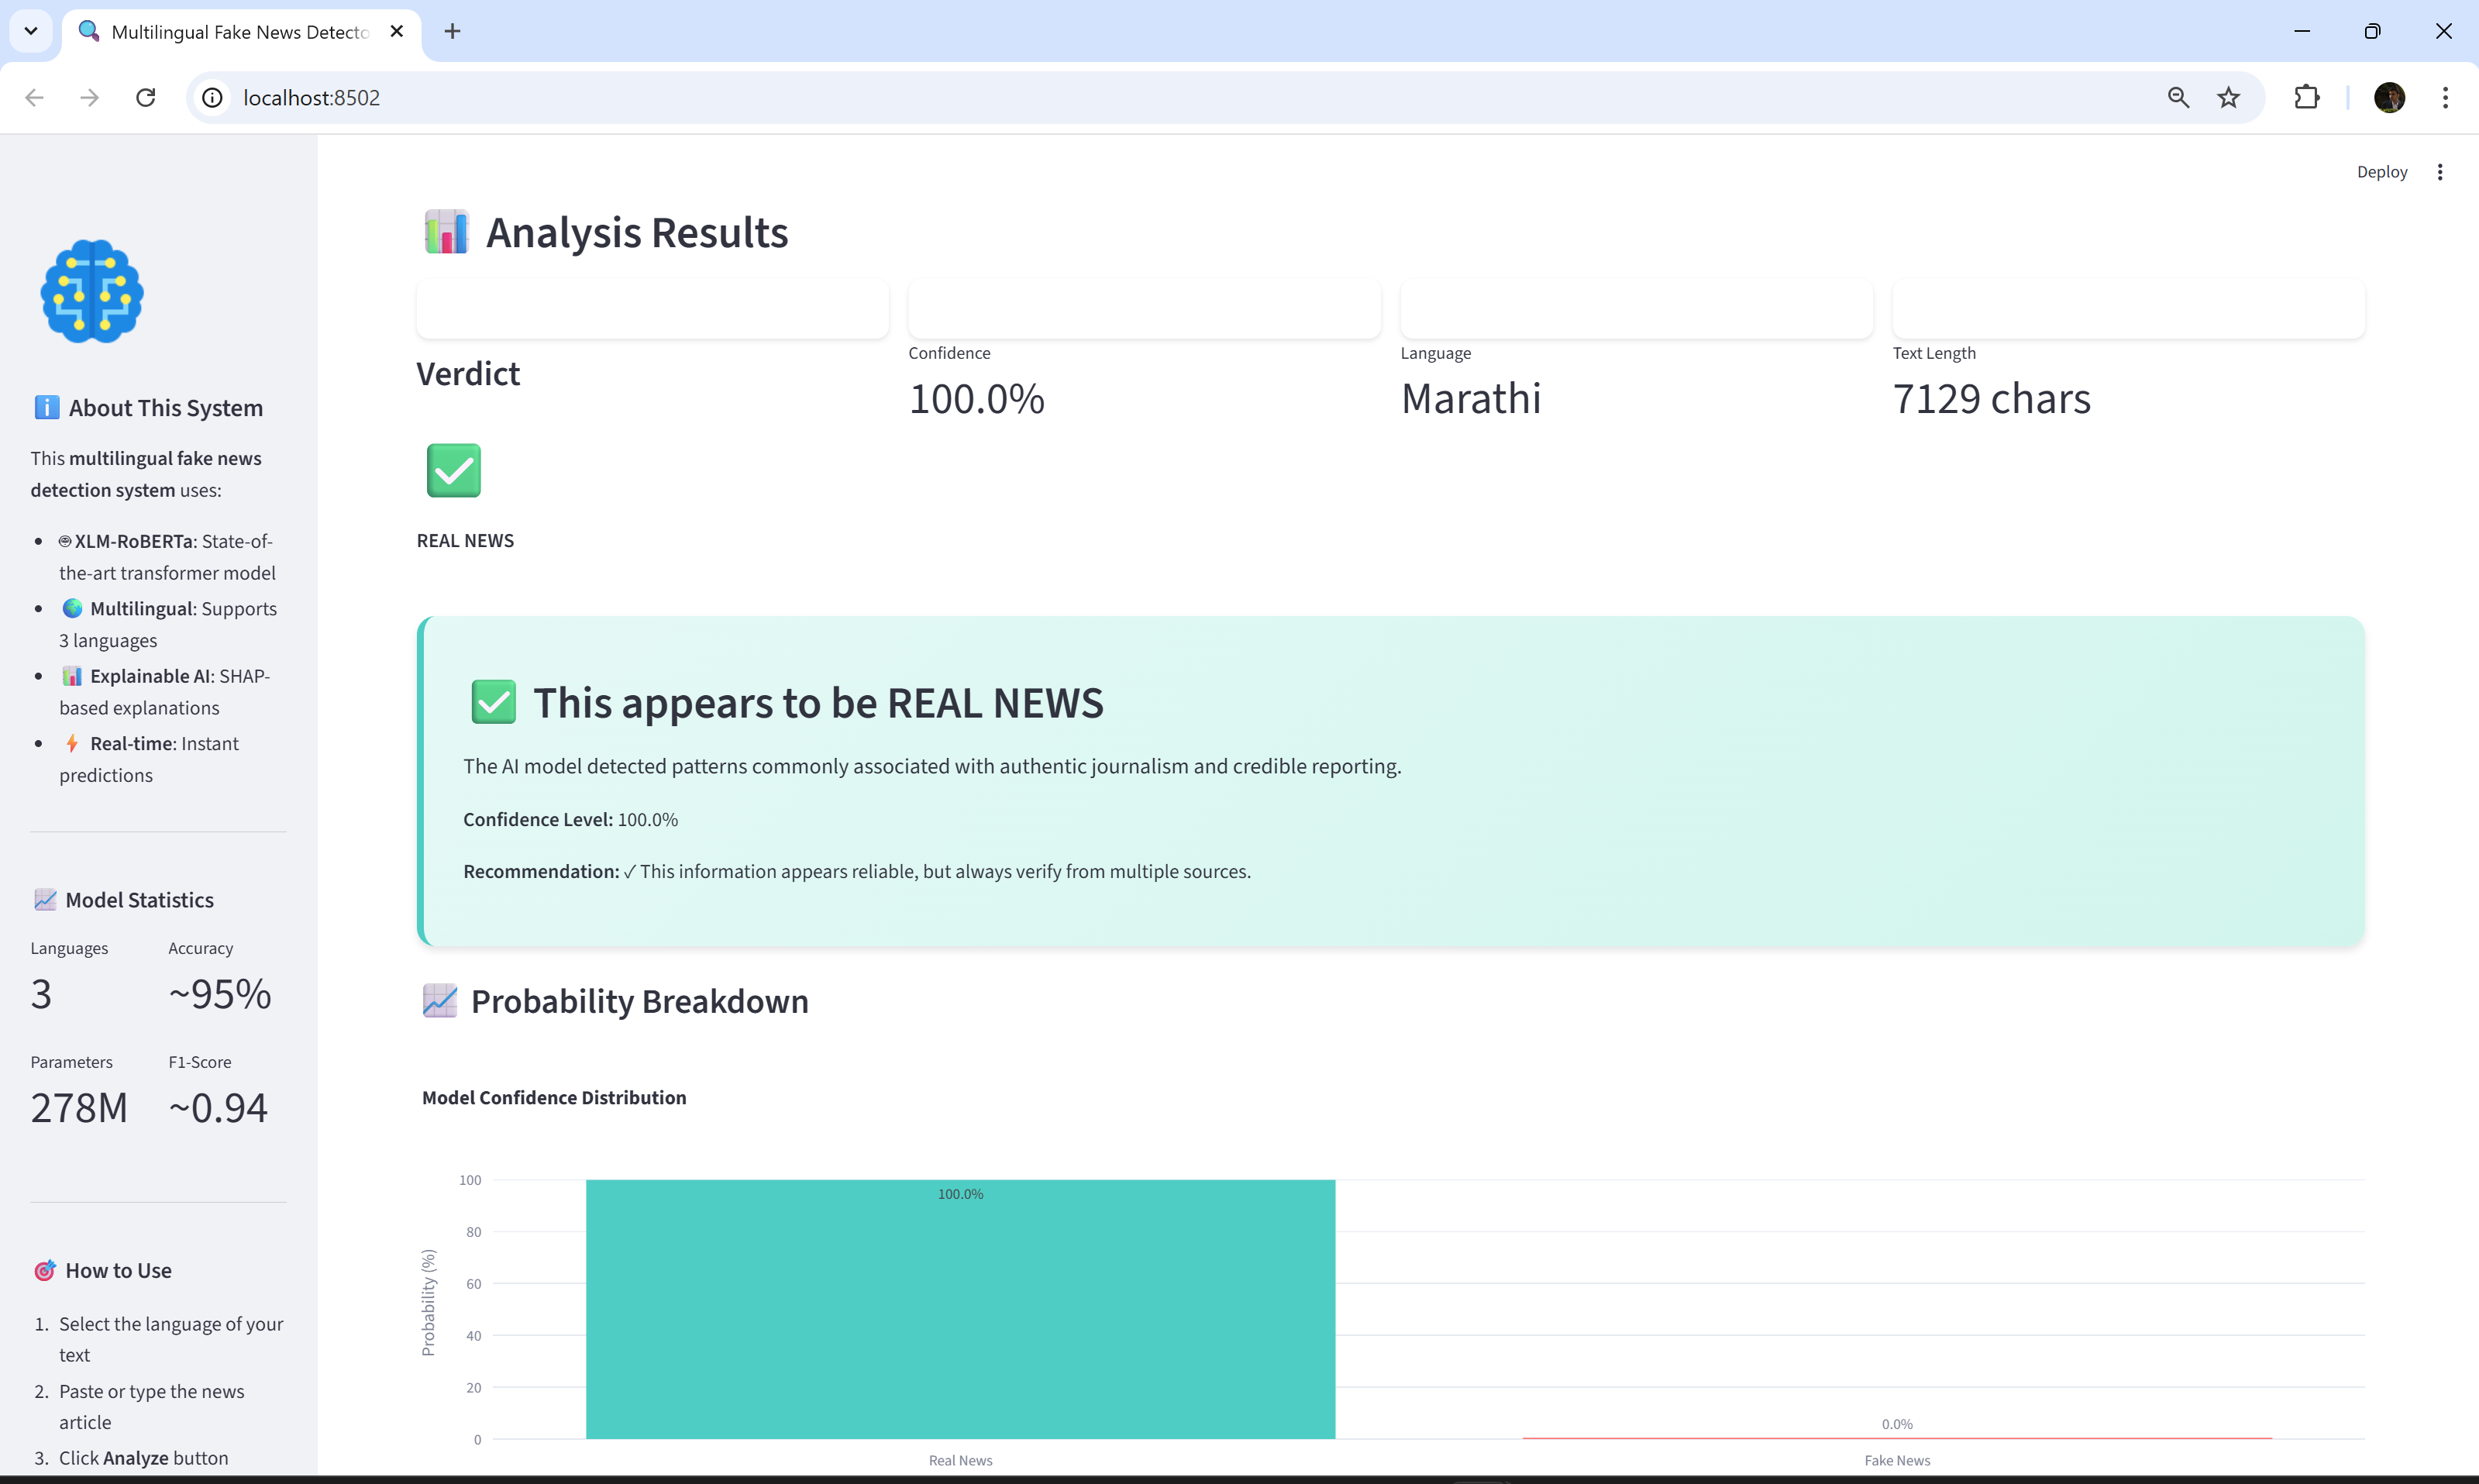 Multilingual Fake News Detecto
localhost:8502
Deploy
About This System
This multilingual fake news
detection system uses:
XLM-RoBERTa: State-of-
the-art transformer model
Multilingual: Supports
3 languages
Explainable AI: SHAP-
based explanations
Real-time: Instant
predictions
Model Statistics
Languages Accuracy
3 ~95%
Parameters F1-Score
278M ~0.94
How to Use
1. Select the language of your
text
2. Paste or type the news
article
3. Click Analyze button
Analysis Results
Verdict
REAL NEWS
Confidence
100.0%
Language
Marathi
Text Length
7129 chars
This appears to be REAL NEWS
The AI model detected patterns commonly associated with authentic journalism and credible reporting.
Confidence Level: 100.0%
Recommendation: ✓ This information appears reliable, but always verify from multiple sources.
Probability Breakdown
Model Confidence Distribution
Probability (%)
100
80
60
40
20
0
100.0%
0.0%
Real News
Fake News